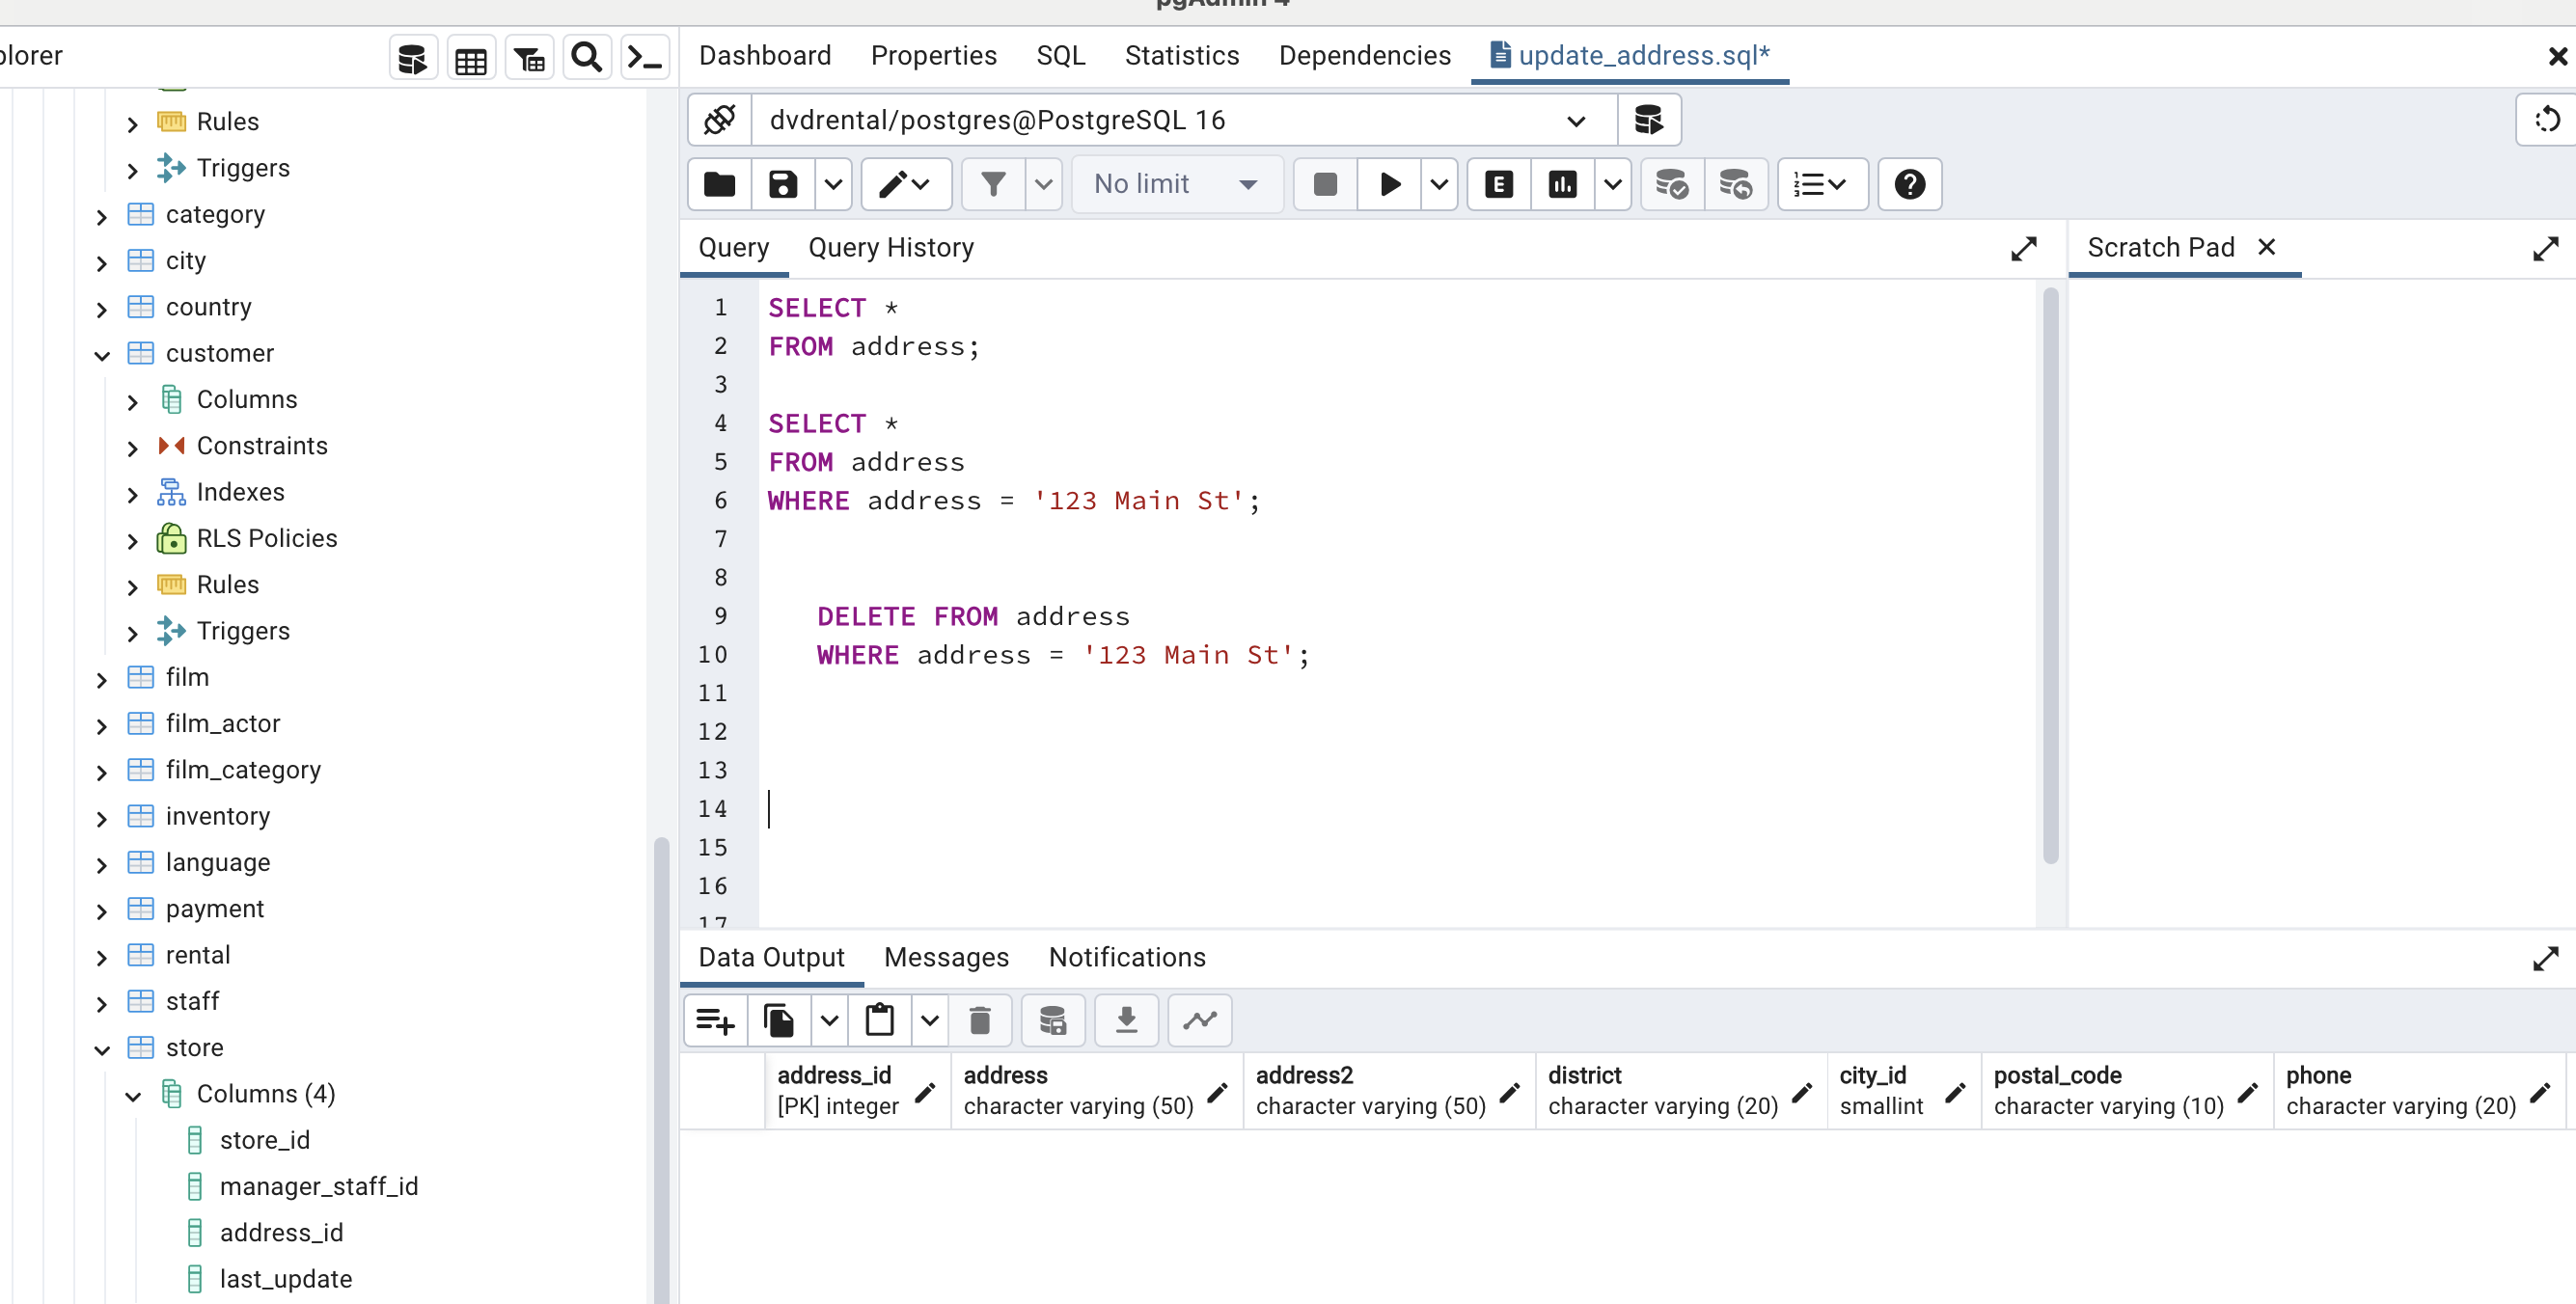 pgAdmin 4
plorer
Rules
Triggers
category
city
country
customer
Columns
Constraints
Indexes
RLS Policies
Rules
Triggers
film
film_actor
film_category
inventory
language
payment
rental
staff
store
Columns (4)
store_id
manager_staff_id
address_id
last_update
Dashboard Properties SQL Statistics Dependencies update_address.sql*
dvdrental/postgres@PostgreSQL 16
No limit E
Query Query History
Scratch Pad
1 SELECT *
2 FROM address;
3
4 SELECT *
5 FROM address
6 WHERE address = '123 Main St';
7
8
9 DELETE FROM address
10 WHERE address = '123 Main St';
11
12
13
14
15
16
17
Data Output Messages Notifications
address_id address address2 district city_id postal_code phone
[PK] integer character varying (50) character varying (50) character varying (20) smallint character varying (10) character varying (20)